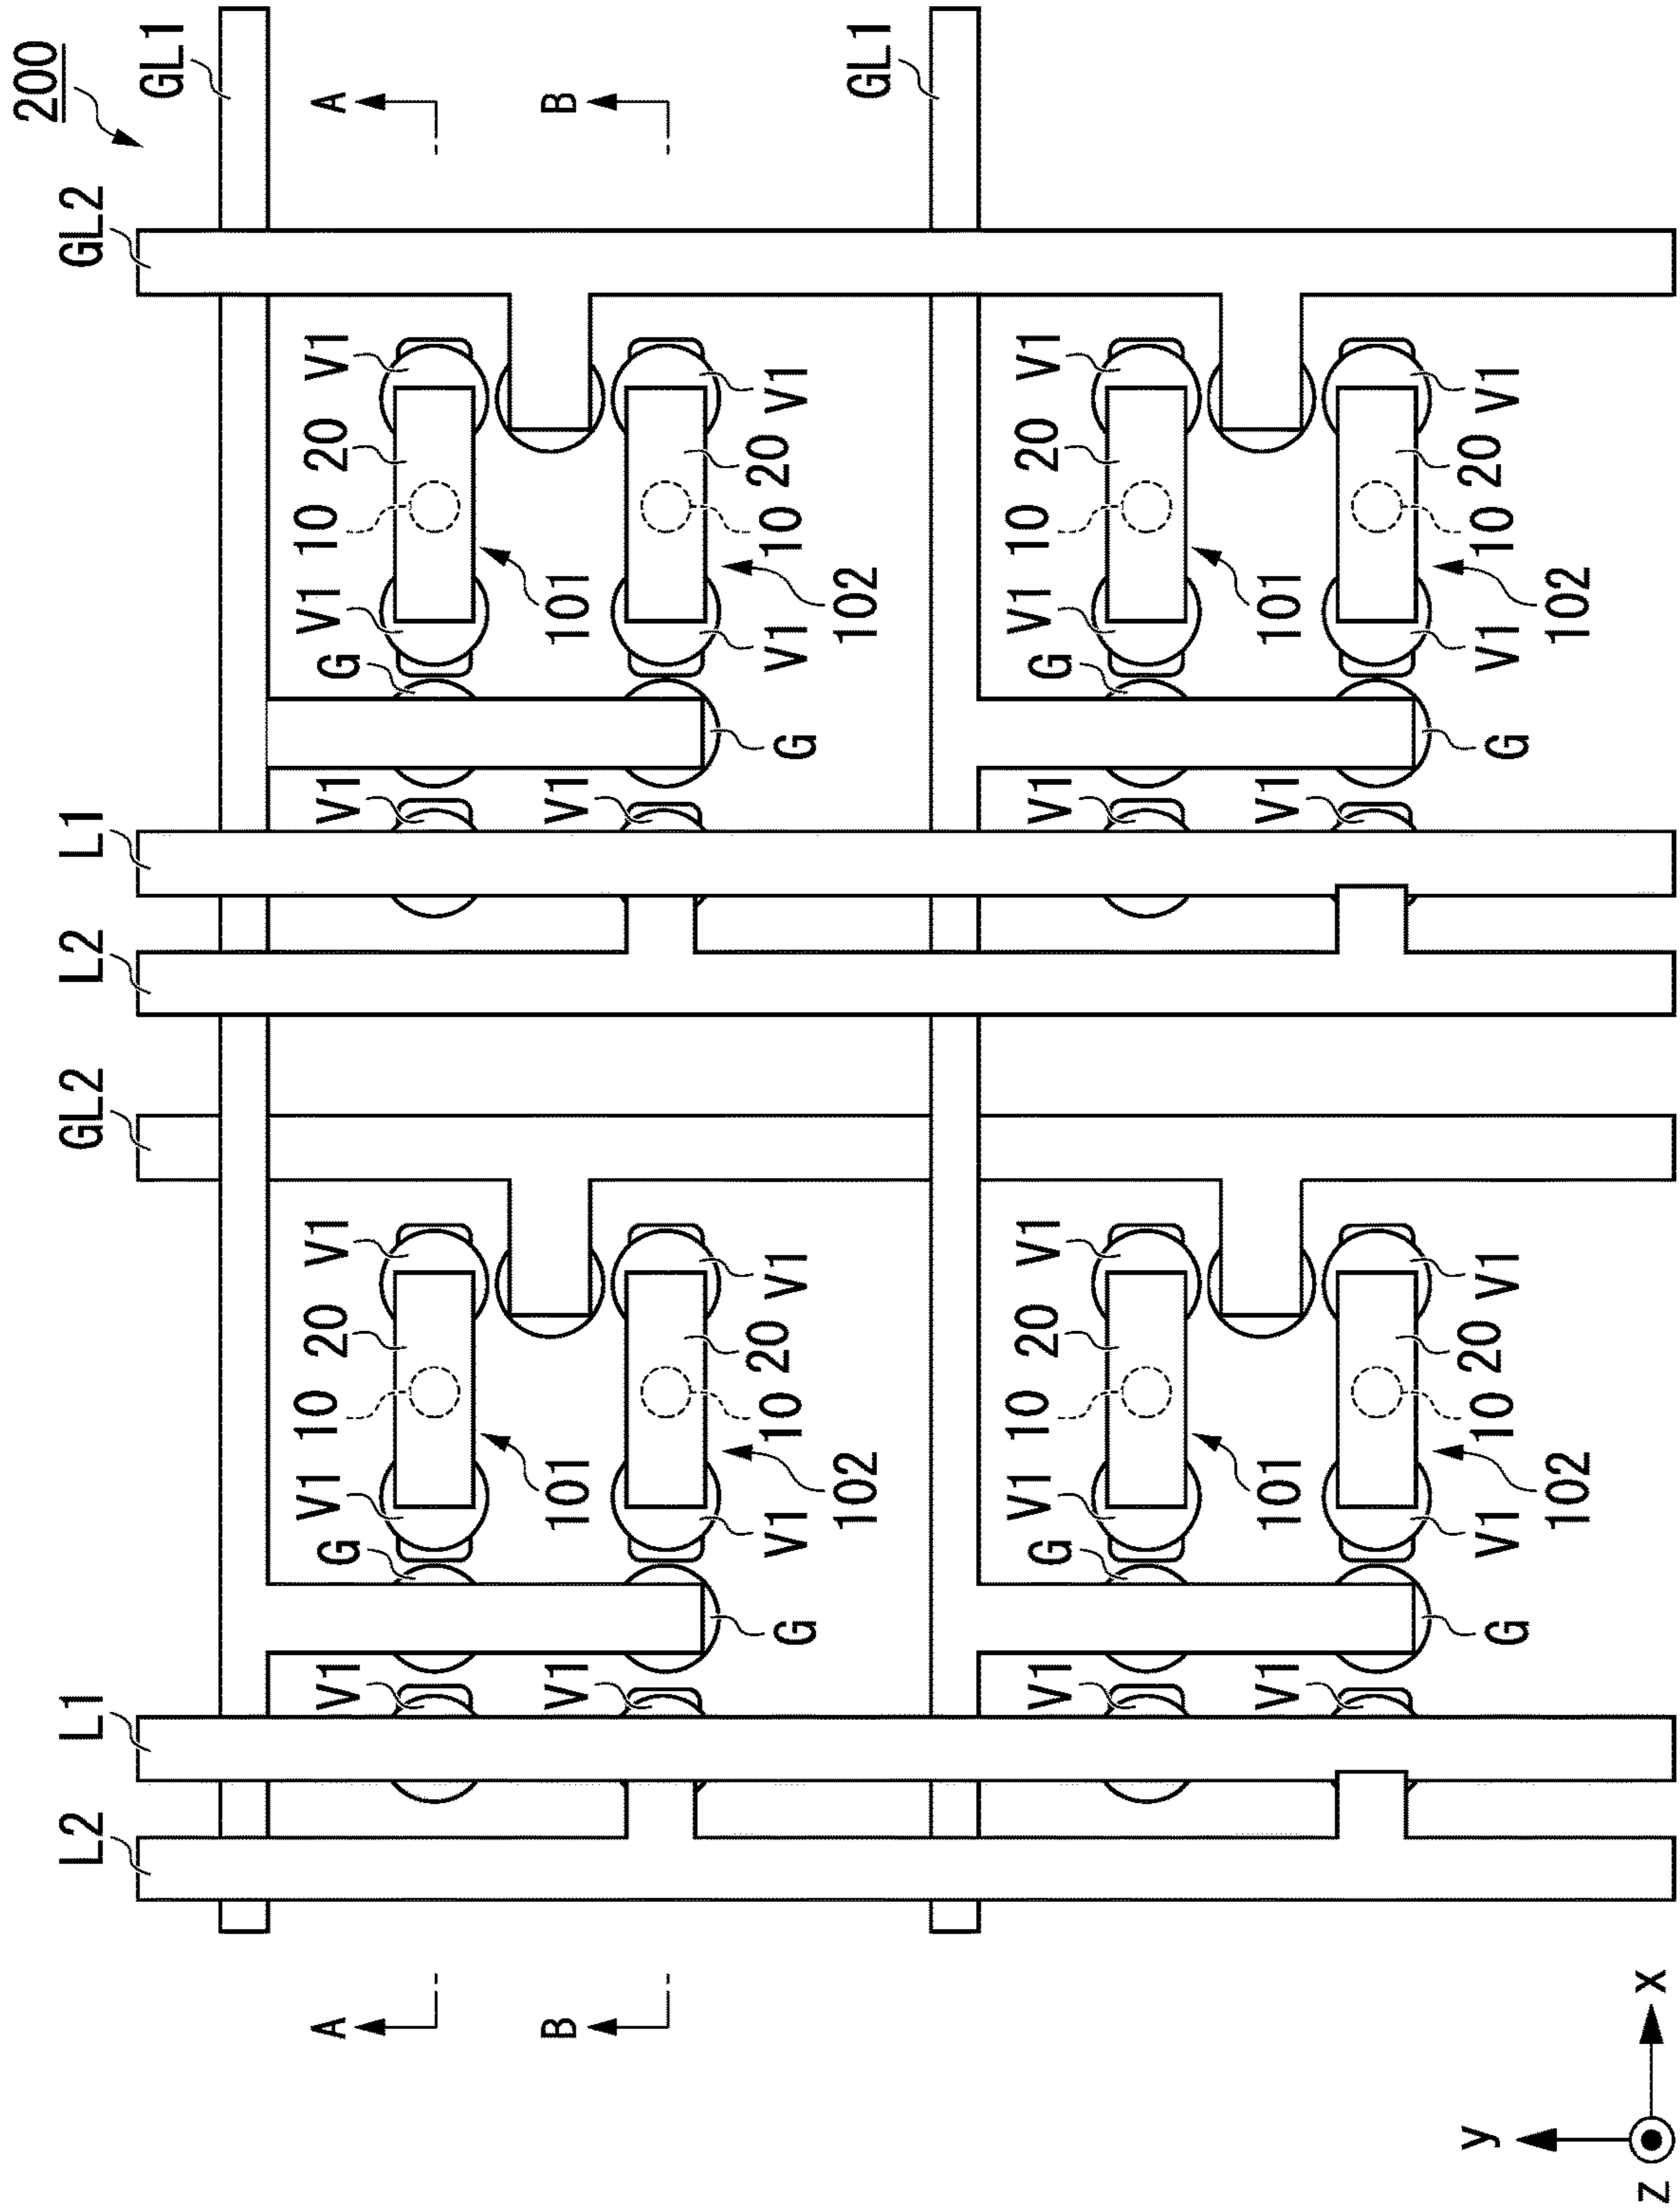 200
L2 L1 GL2 L2 L1 GL2
GL1
A V1 G V1 10 20 V1 V1 G V1 10 20 V1 A
B V1 101 V1 101 B
G V1 10 20 V1 G V1 10 20 V1
102 102 GL1
V1 G V1 10 20 V1 V1 G V1 10 20 V1
V1 101 V1 101
y G V1 10 20 V1 G V1 10 20 V1
102 102
z x